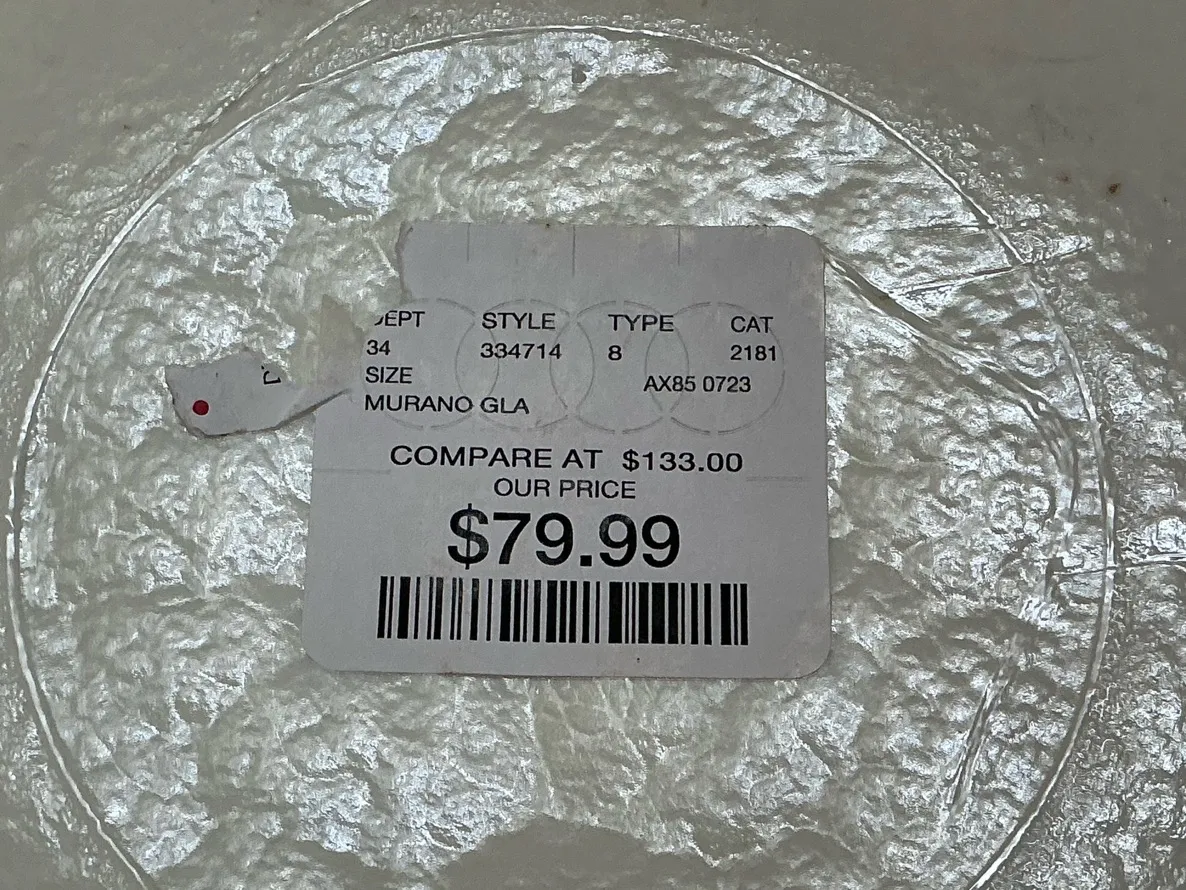 DEPT STYLE TYPE CAT
34 334714 8 2181
SIZE AX85 0723
MURANO GLA
COMPARE AT $133.00
OUR PRICE
$79.99